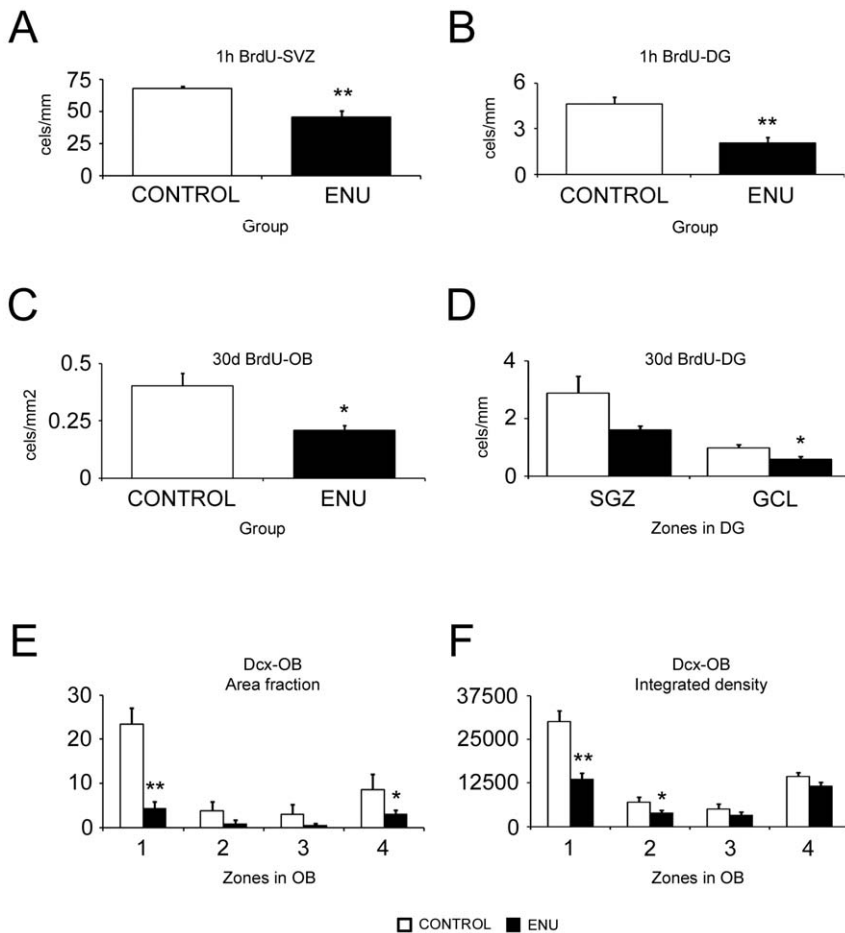 A
1h BrdU-SVZ
cels/mm
75
50
25
0
**
CONTROL
ENU
Group
B
1h BrdU-DG
cels/mm
6
3
0
**
CONTROL
ENU
Group
C
30d BrdU-OB
cels/mm2
0.5
0.25
0
*
CONTROL
ENU
Group
D
30d BrdU-DG
cels/mm
4
2
0
*
SGZ
GCL
Zones in DG
E
Dcx-OB
Area fraction
30
20
10
0
**
*
1
2
3
4
Zones in OB
F
Dcx-OB
Integrated density
37500
25000
12500
0
**
*
1
2
3
4
Zones in OB
CONTROL
ENU